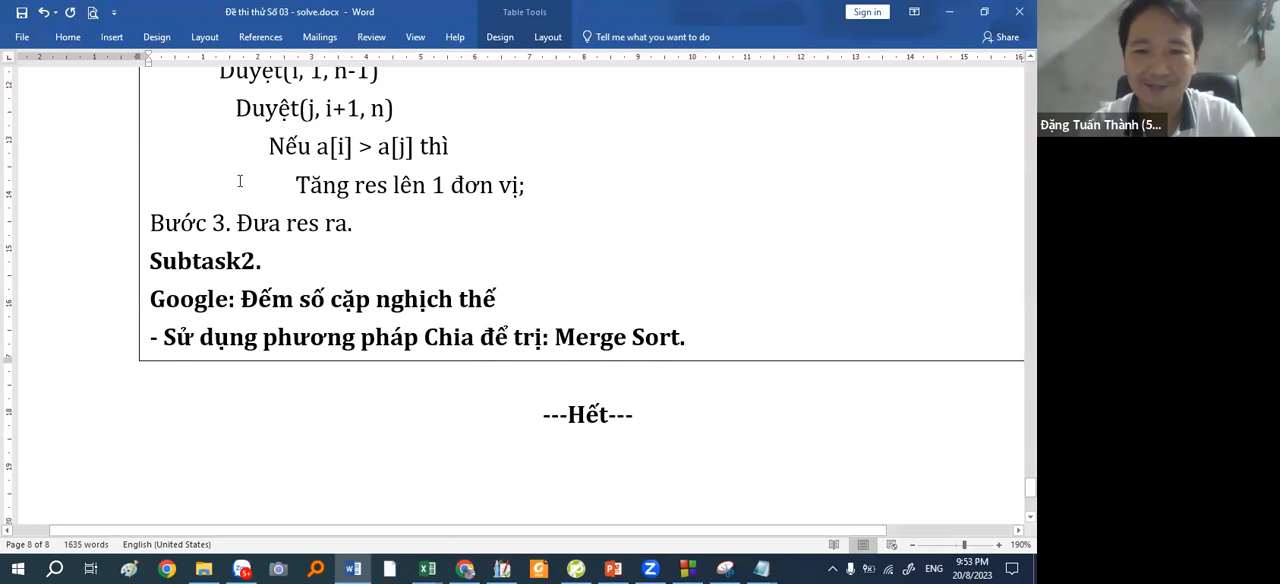 Đề thi thử Số 03 - solve.docx - Word
Table Tools
Sign in
File Home Insert Design Layout References Mailings Review View Help Design Layout Tell me what you want to do Share
Duyệt(i, 1, n-1)
Duyệt(j, i+1, n)
Nếu a[i] > a[j] thì
Tăng res lên 1 đơn vị;
Bước 3. Đưa res ra.
Subtask2.
Google: Đếm số cặp nghịch thế
- Sử dụng phương pháp Chia để trị: Merge Sort.
---Hết---
Đặng Tuấn Thành (5...
Page 8 of 8 1635 words English (United States) 190%
ENG
9:53 PM
20/8/2023